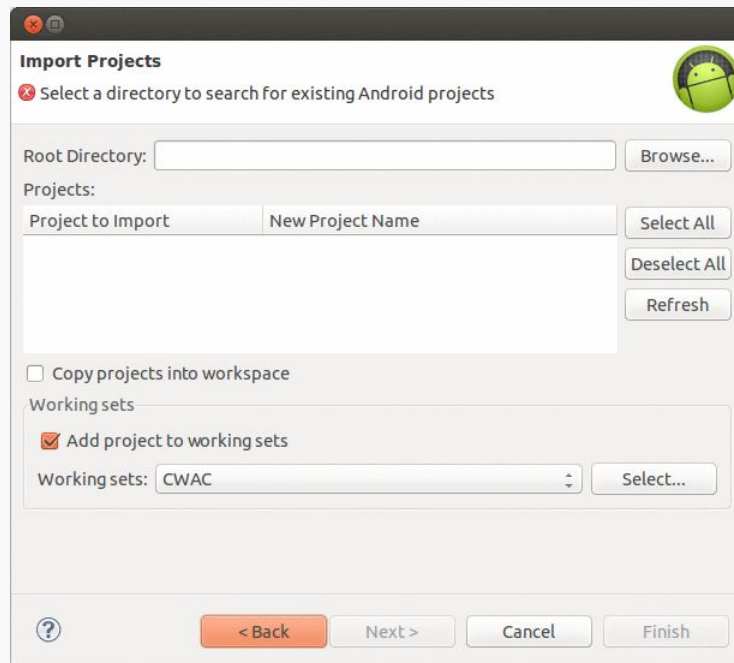 Import Projects
Select a directory to search for existing Android projects
Root Directory: Browse...
Projects:
Project to Import New Project Name Select All
Deselect All
Refresh
Copy projects into workspace
Working sets
Add project to working sets
Working sets: CWAC Select...
? < Back Next > Cancel Finish